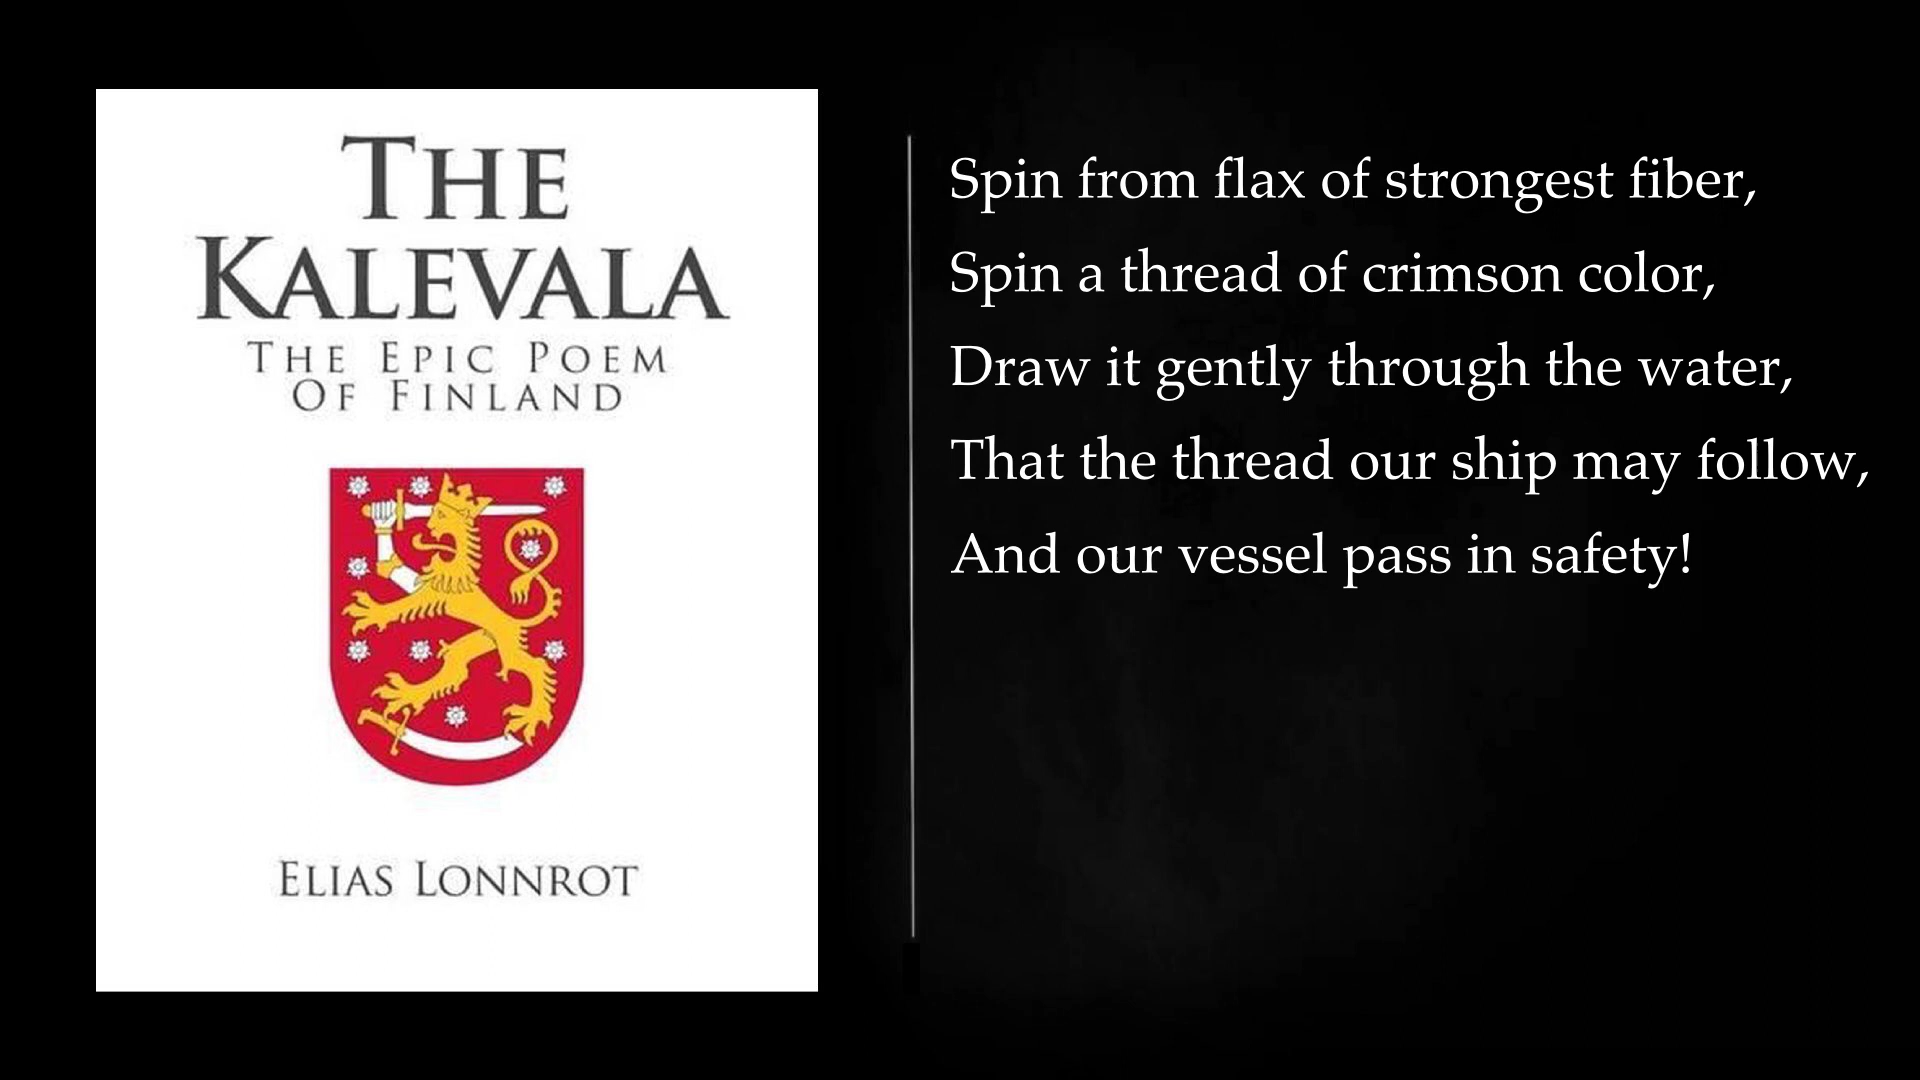 THE
KALEVALA
THE EPIC POEM
OF FINLAND
ELIAS LONNROT
Spin from flax of strongest fiber,
Spin a thread of crimson color,
Draw it gently through the water,
That the thread our ship may follow,
And our vessel pass in safety!